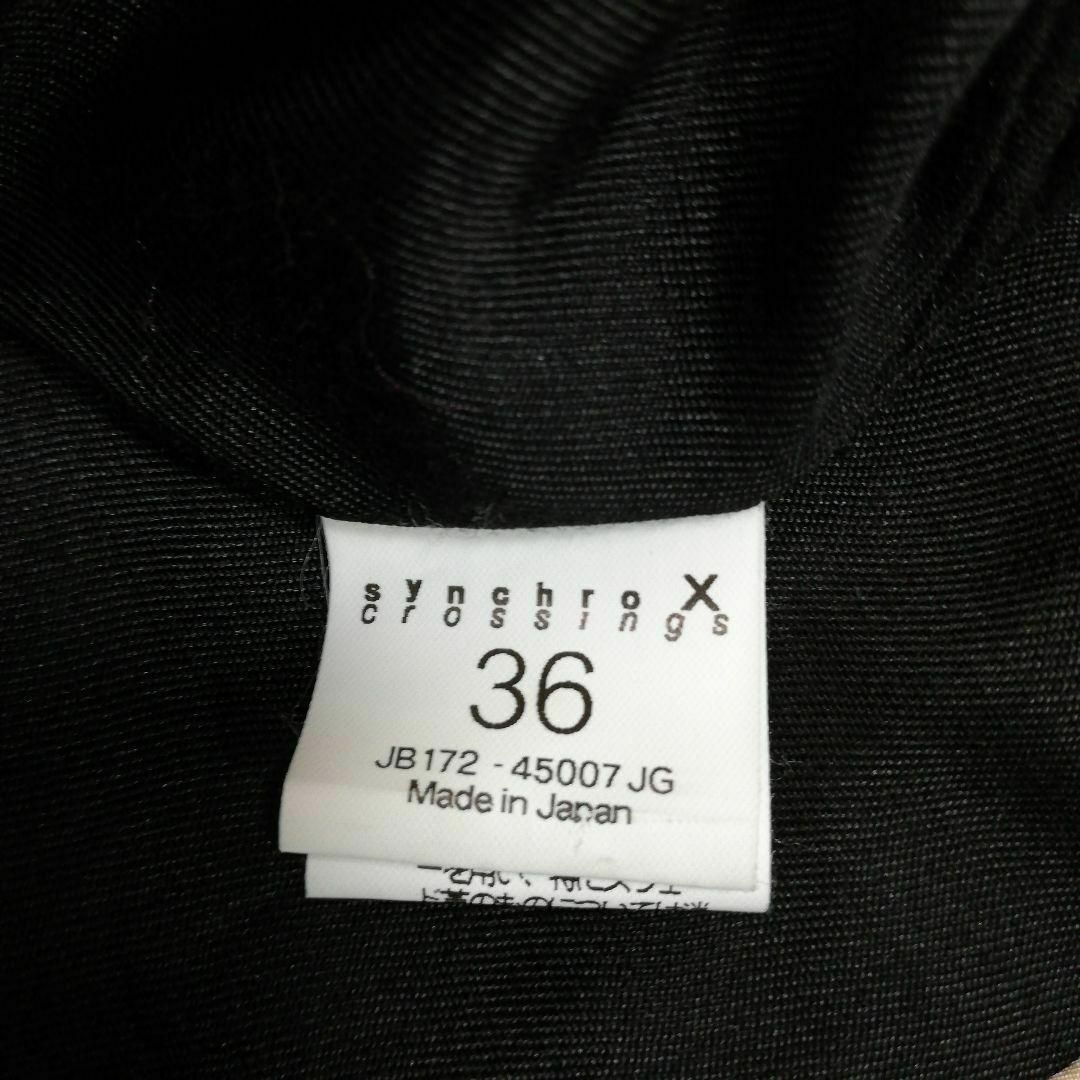 synchro X
crossings
36
JB172 - 45007 JG
Made in Japan